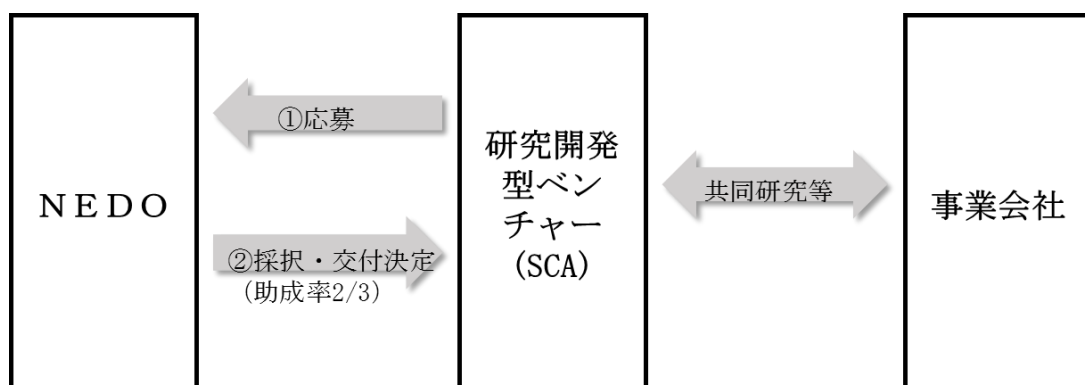 ＮＥＤＯ
①応募
②採択・交付決定
（助成率2/3）
研究開発
型ベン
チャー
(SCA)
共同研究等
事業会社